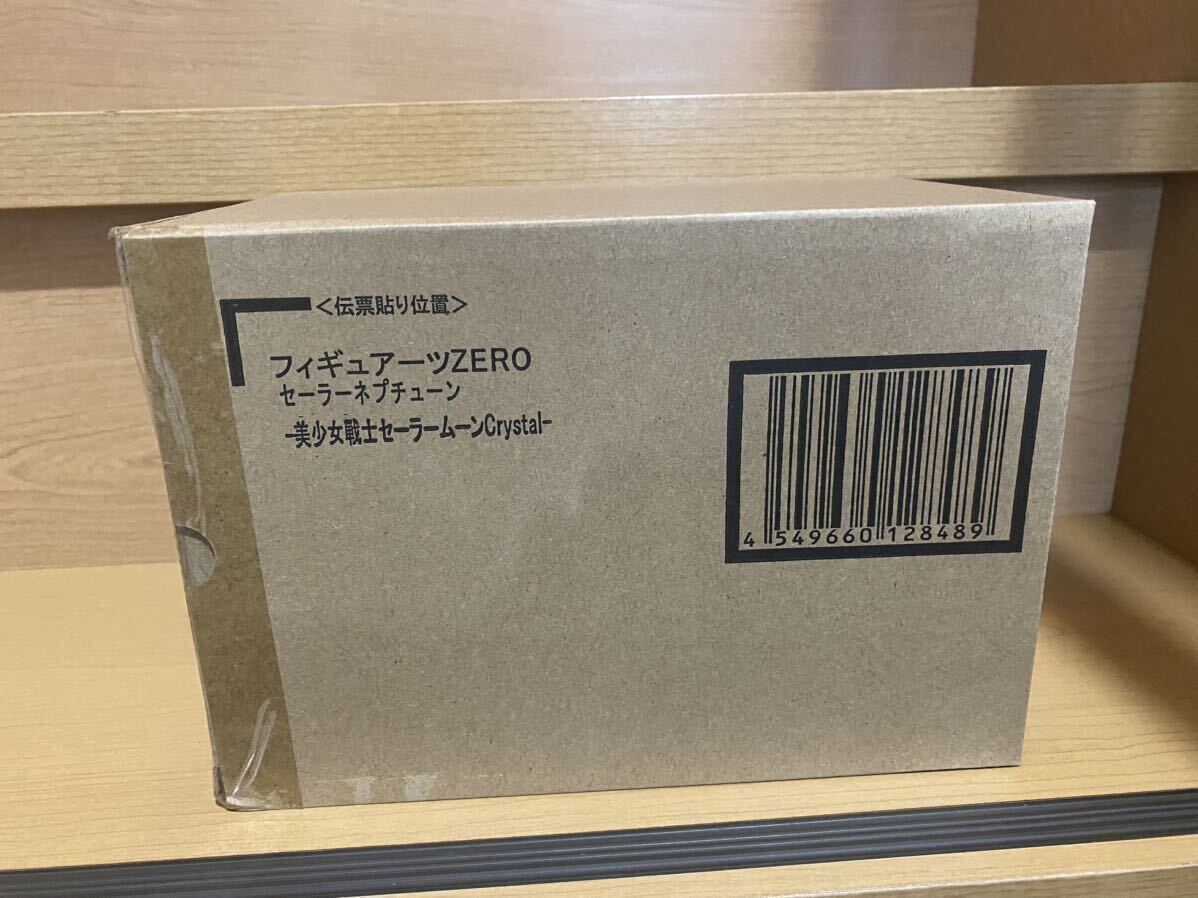 ＜伝票貼り位置＞
フィギュアーツZERO
セーラーネプチューン
-美少女戦士セーラームーンCrystal-
4 549660 128489